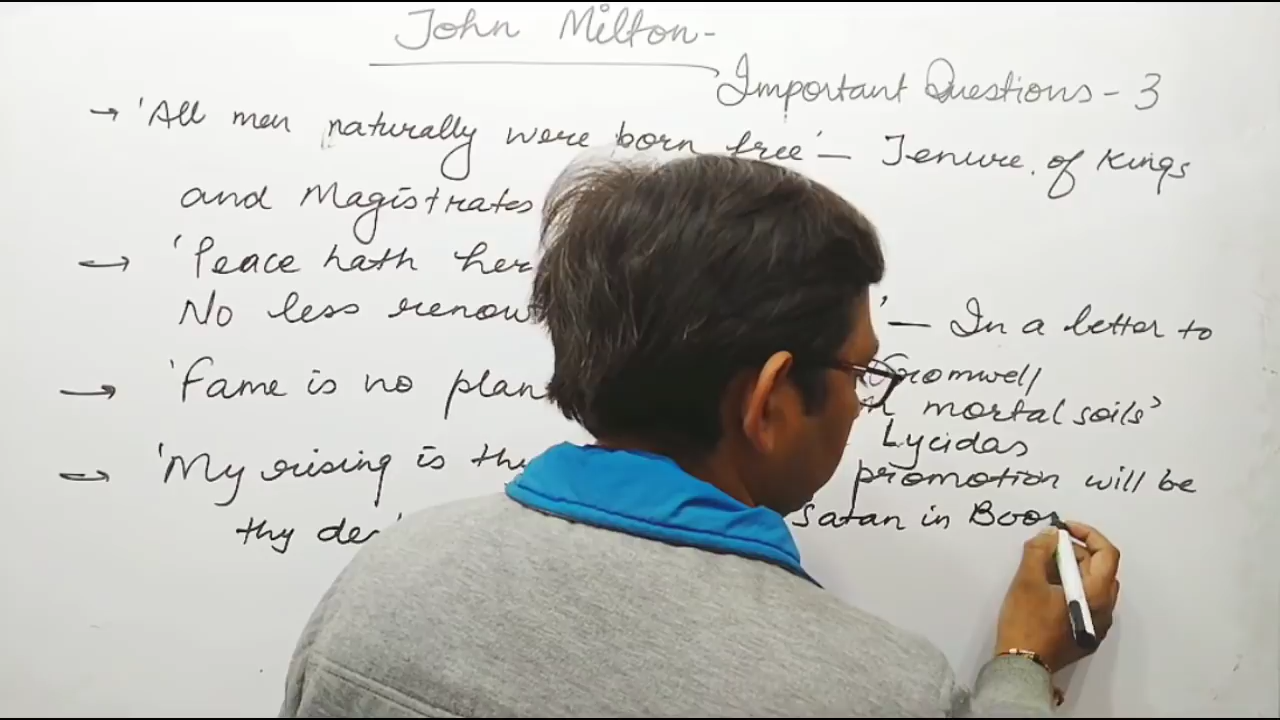 John Milton-
Important Questions - 3
→ 'All men naturally were born free' — Tenure of Kings
and Magistrates
→ 'Peace hath her
No less renow ' — In a letter to
Cromwell
→ 'Fame is no plan mortal soils'
Lycidas
→ 'My rising is promotion will be
thy Satan in Boo